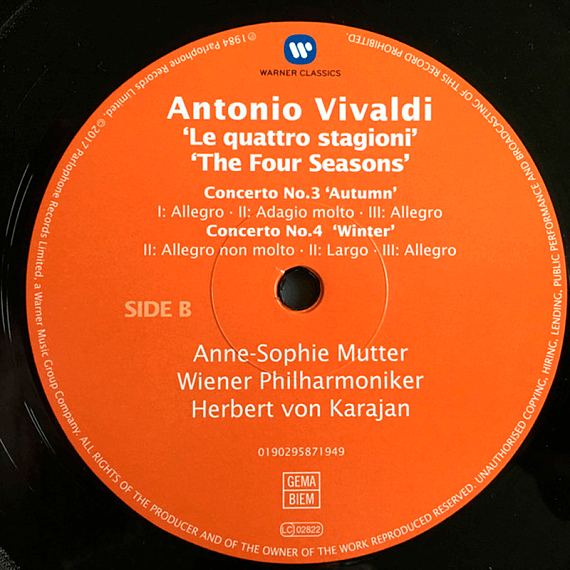 WARNER CLASSICS
Antonio Vivaldi
‘Le quattro stagioni’
‘The Four Seasons’
Concerto No.3 ‘Autumn’
I: Allegro · II: Adagio molto · III: Allegro
Concerto No.4 ‘Winter’
II: Allegro non molto · II: Largo · III: Allegro
SIDE B
Anne-Sophie Mutter
Wiener Philharmoniker
Herbert von Karajan
0190295871949
GEMA
BIEM
LC 02822
℗1984 Parlophone Records Limited. ©2017 Parlophone Records Limited, a Warner Music Group Company. ALL RIGHTS OF THE PRODUCER AND OF THE OWNER OF THE WORK REPRODUCED RESERVED. UNAUTHORISED COPYING, HIRING, LENDING, PUBLIC PERFORMANCE AND BROADCASTING OF THIS RECORD PROHIBITED.